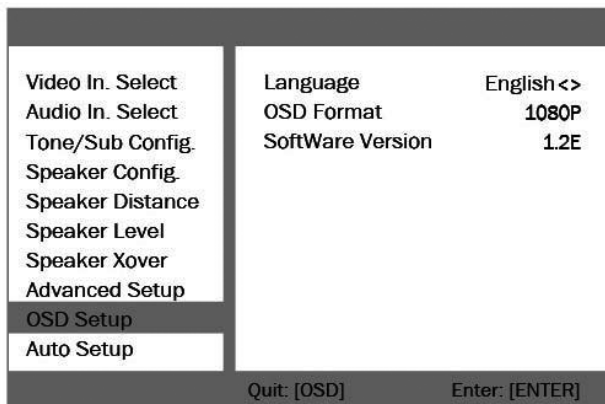 Video In. Select
Audio In. Select
Tone/Sub Config.
Speaker Config.
Speaker Distance
Speaker Level
Speaker Xover
Advanced Setup
OSD Setup
Auto Setup
Language English<>
OSD Format 1080P
SoftWare Version 1.2E
Quit: [OSD] Enter: [ENTER]